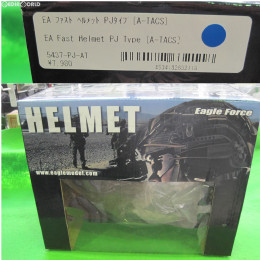 EA ファスト ヘルメット PJタイプ [A-TACS]
EA Fast Helmet PJ Type [A-TACS]
5437-PJ-AT
¥7,980
HELMET
Eagle Force
www.eaglemodel.com